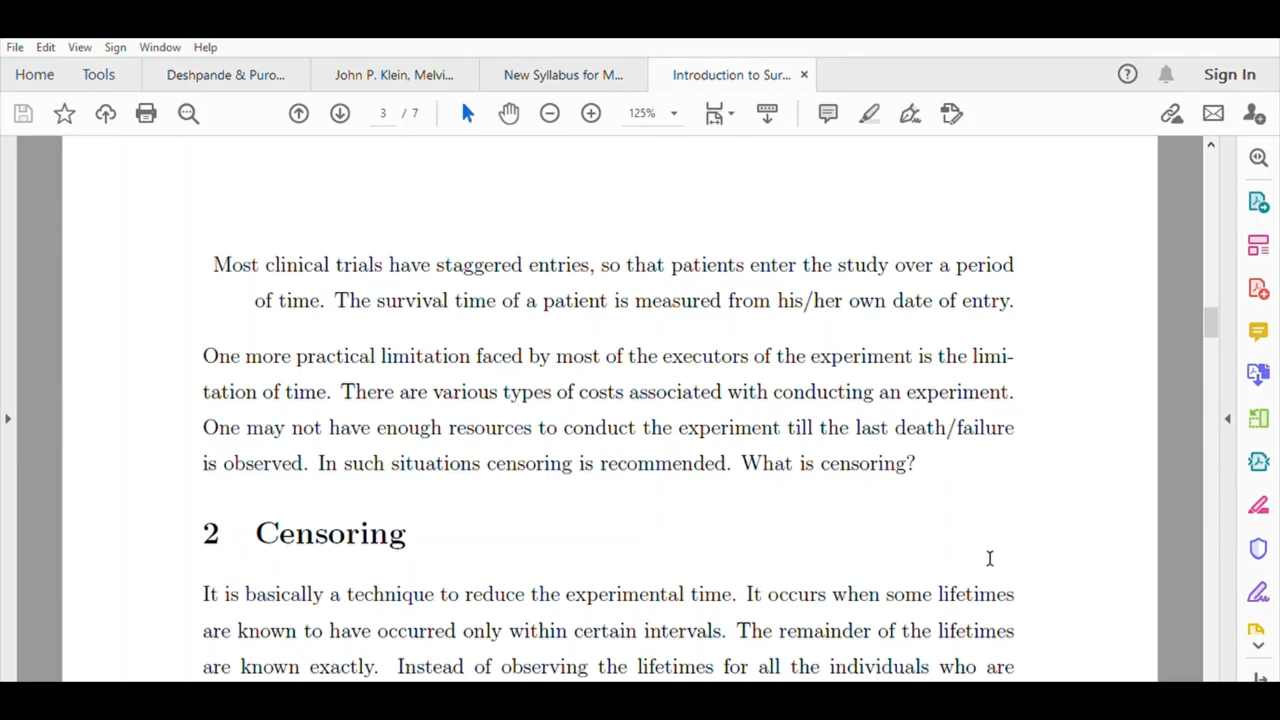 File Edit View Sign Window Help
Home Tools Deshpande & Puro... John P. Klein, Melvi... New Syllabus for M... Introduction to Sur... × Sign In
3 / 7 125%
Most clinical trials have staggered entries, so that patients enter the study over a period
of time. The survival time of a patient is measured from his/her own date of entry.
One more practical limitation faced by most of the executors of the experiment is the limi-
tation of time. There are various types of costs associated with conducting an experiment.
One may not have enough resources to conduct the experiment till the last death/failure
is observed. In such situations censoring is recommended. What is censoring?
2 Censoring
It is basically a technique to reduce the experimental time. It occurs when some lifetimes
are known to have occurred only within certain intervals. The remainder of the lifetimes
are known exactly. Instead of observing the lifetimes for all the individuals who are